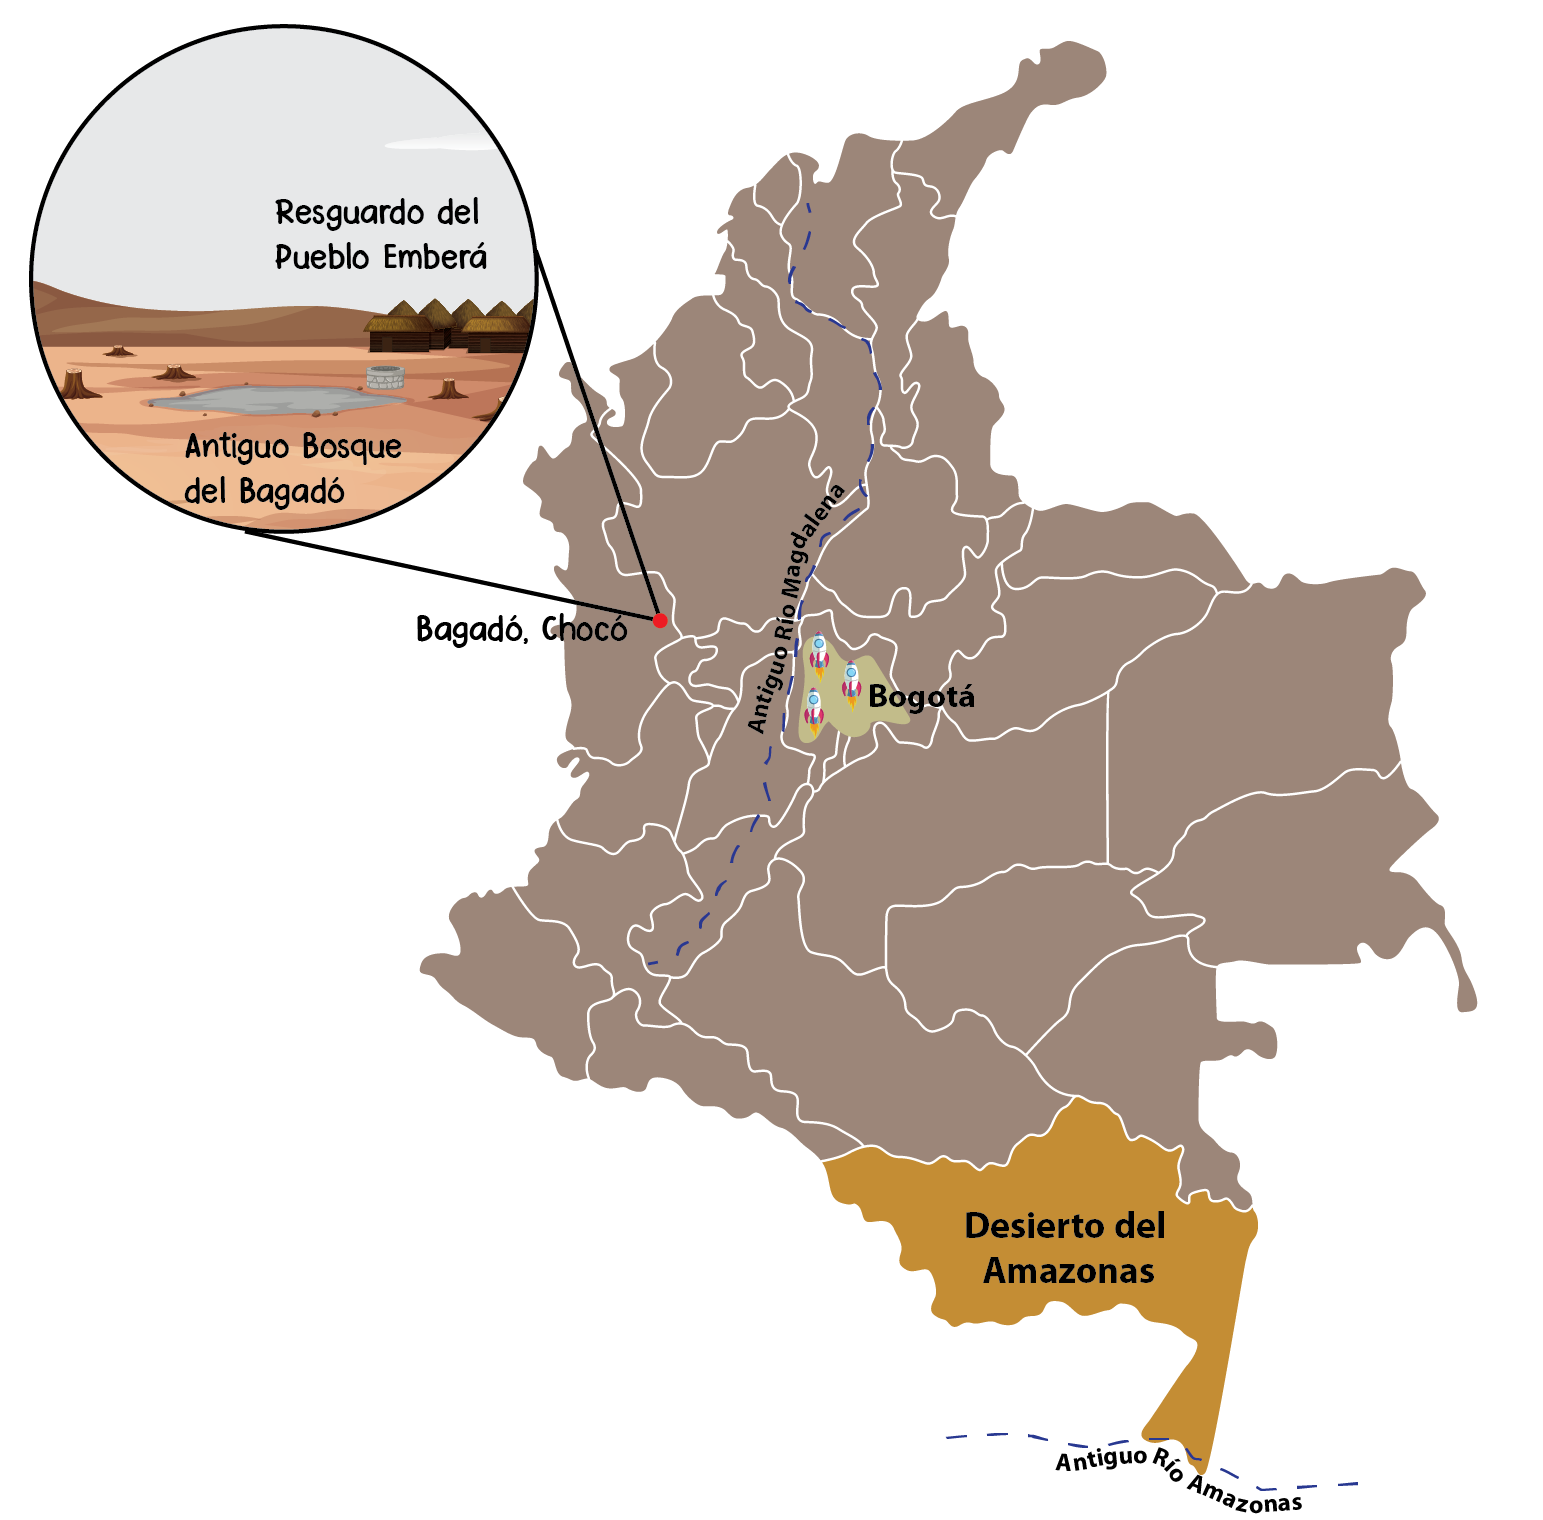 Resguardo del
Pueblo Emberá
Antiguo Bosque
del Bagadó
Bagadó, Chocó
Antiguo Río Magdalena
Bogotá
Desierto del
Amazonas
Antiguo Río Amazonas